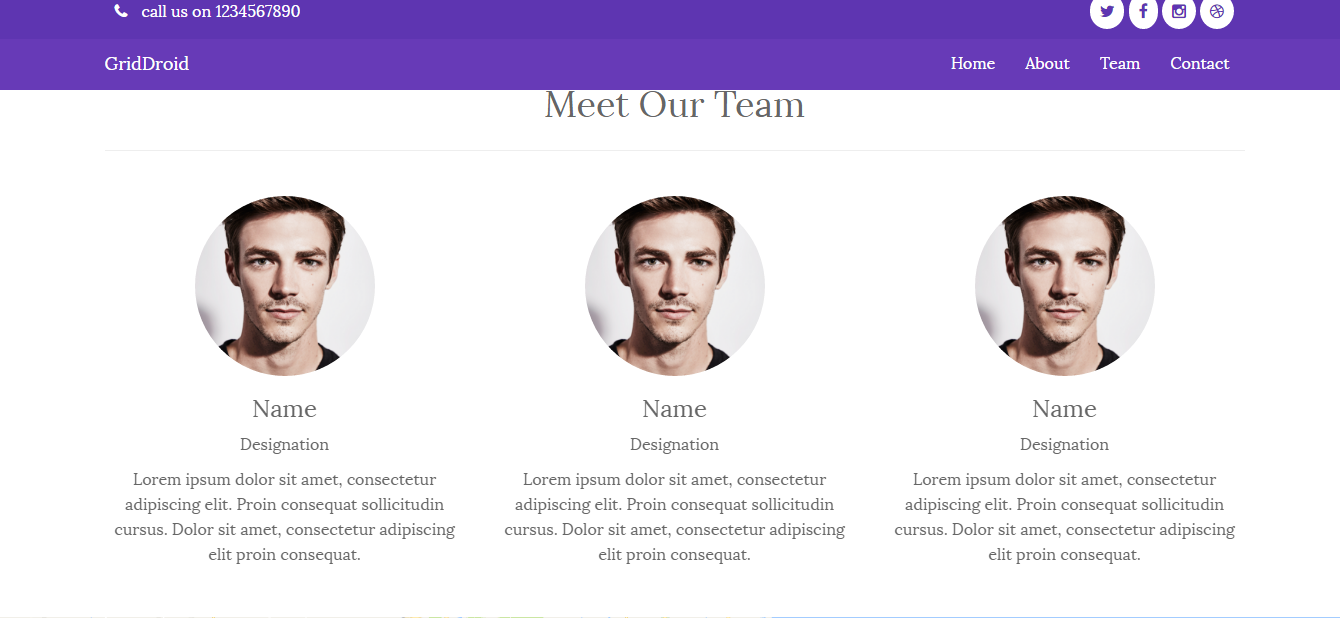 call us on 1234567890
GridDroid
Home About Team Contact
Meet Our Team
Name Name Name
Designation Designation Designation
Lorem ipsum dolor sit amet, consectetur
adipiscing elit. Proin consequat sollicitudin
cursus. Dolor sit amet, consectetur adipiscing
elit proin consequat.
Lorem ipsum dolor sit amet, consectetur
adipiscing elit. Proin consequat sollicitudin
cursus. Dolor sit amet, consectetur adipiscing
elit proin consequat.
Lorem ipsum dolor sit amet, consectetur
adipiscing elit. Proin consequat sollicitudin
cursus. Dolor sit amet, consectetur adipiscing
elit proin consequat.